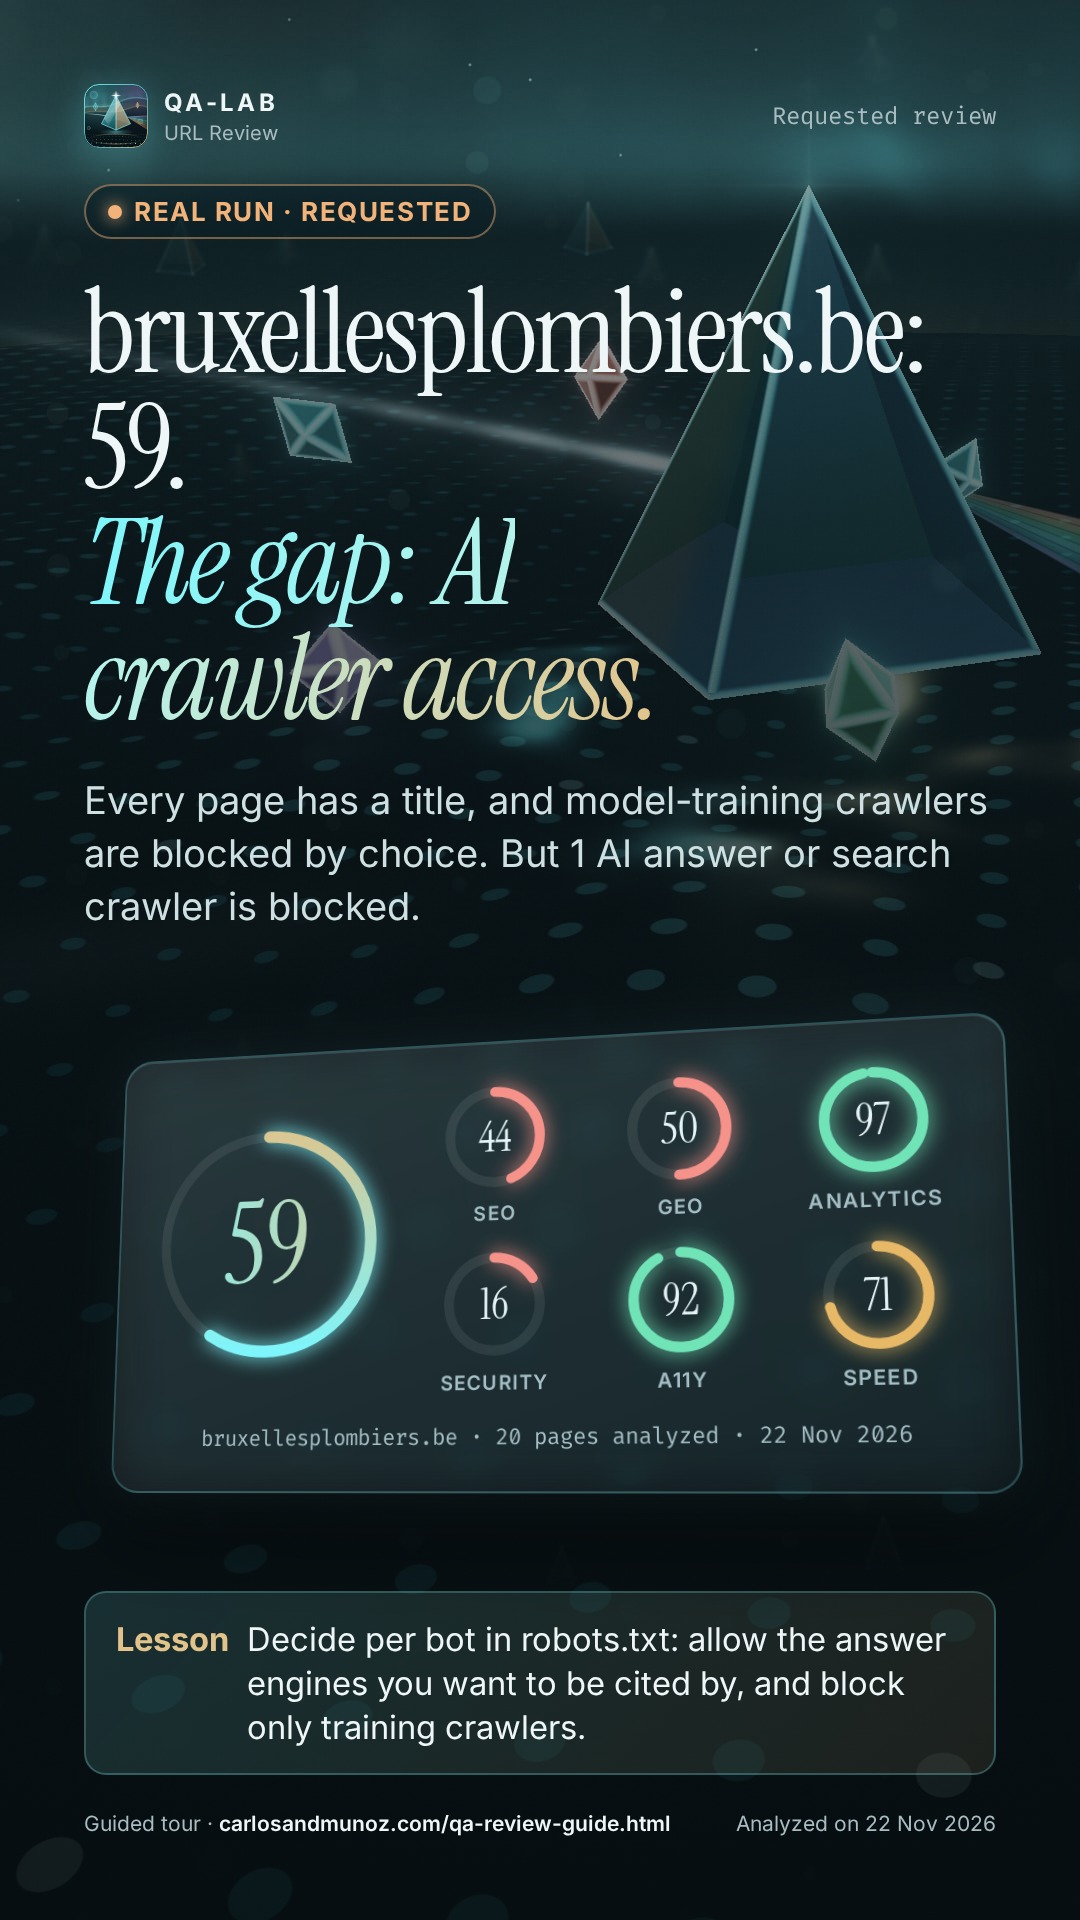 QA-LAB
URL Review
Requested review
REAL RUN · REQUESTED
bruxellesplombiers.be:
59.
The gap: AI
crawler access.
Every page has a title, and model-training crawlers
are blocked by choice. But 1 AI answer or search
crawler is blocked.
59
44
SEO
50
GEO
97
ANALYTICS
16
SECURITY
92
A11Y
71
SPEED
bruxellesplombiers.be · 20 pages analyzed · 22 Nov 2026
Lesson Decide per bot in robots.txt: allow the answer
engines you want to be cited by, and block
only training crawlers.
Guided tour · carlosandmunoz.com/qa-review-guide.html
Analyzed on 22 Nov 2026